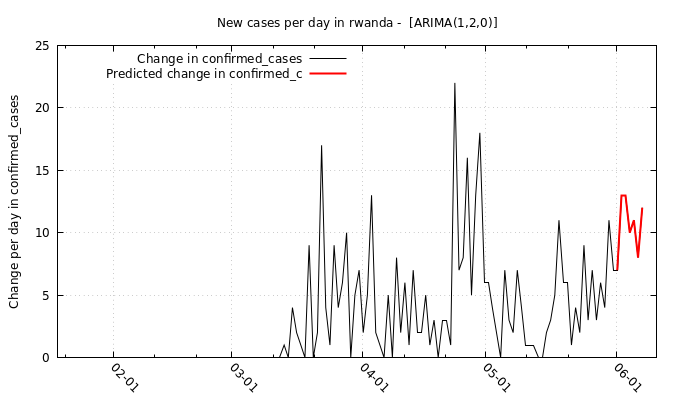 New cases per day in rwanda -  [ARIMA(1,2,0)]
Change in confirmed_cases
Predicted change in confirmed_c
Change per day in confirmed_cases
25
20
15
10
5
0
02-01
03-01
04-01
05-01
06-01